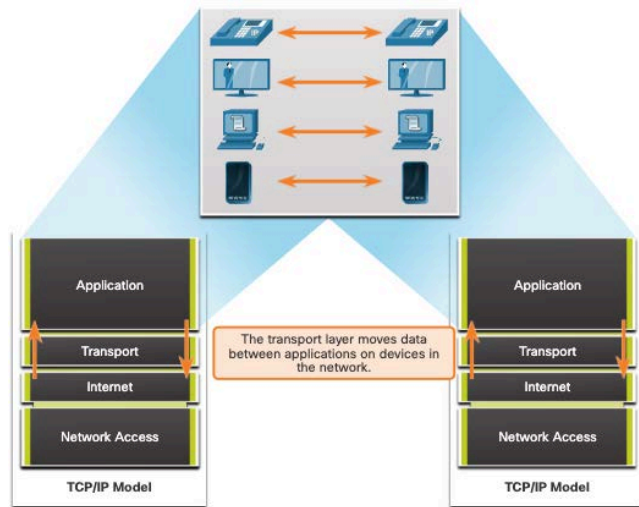 Application
Transport
Internet
Network Access
TCP/IP Model
The transport layer moves data
between applications on devices in
the network.
Application
Transport
Internet
Network Access
TCP/IP Model